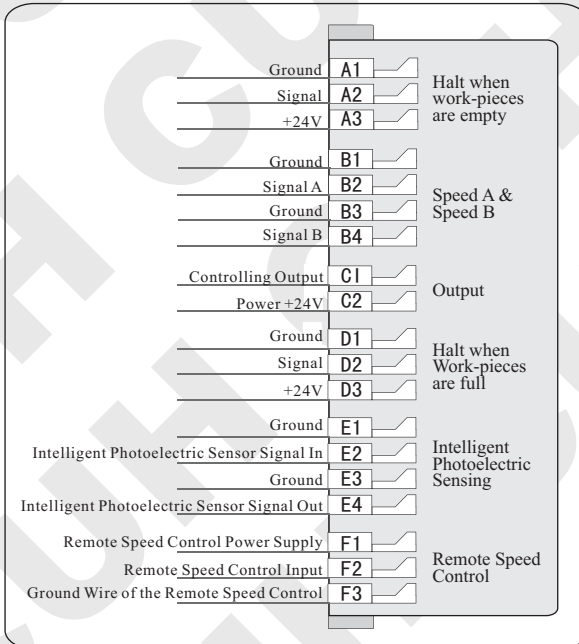 Ground A1
Signal A2
+24V A3
Halt when
work-pieces
are empty
Ground B1
Signal A B2
Ground B3
Signal B B4
Speed A &
Speed B
Controlling Output CI
Power +24V C2
Output
Ground D1
Signal D2
+24V D3
Halt when
Work-pieces
are full
Ground E1
Intelligent Photoelectric Sensor Signal In E2
Ground E3
Intelligent Photoelectric Sensor Signal Out E4
Intelligent
Photoelectric
Sensing
Remote Speed Control Power Supply F1
Remote Speed Control Input F2
Ground Wire of the Remote Speed Control F3
Remote Speed
Control